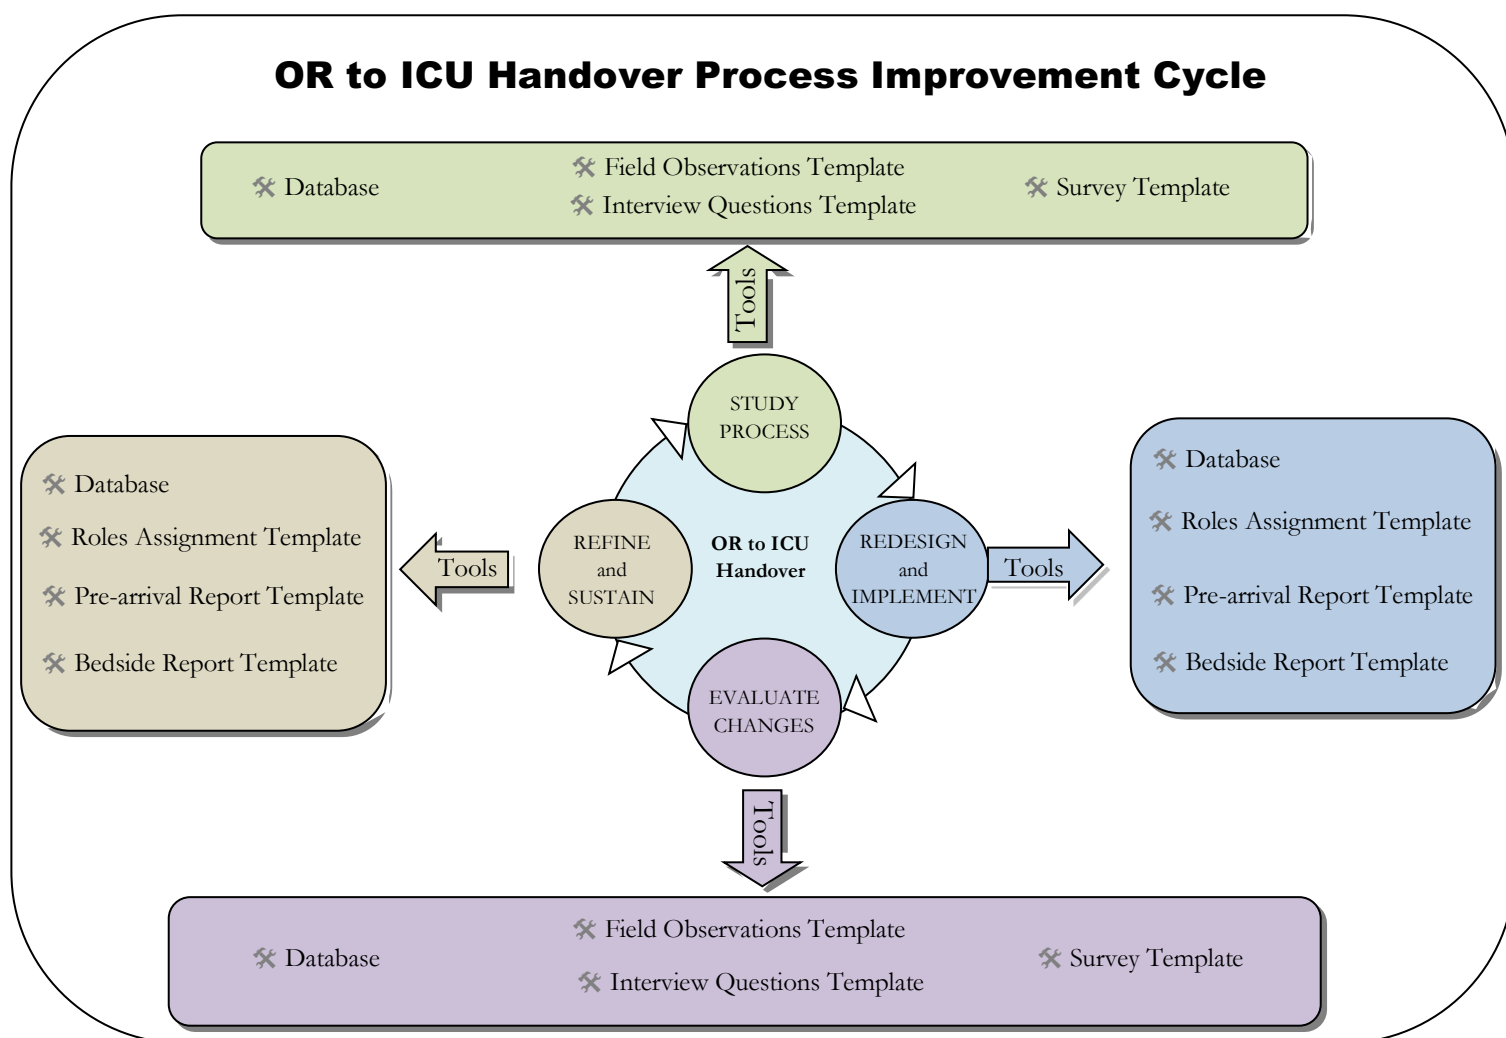 OR to ICU Handover Process Improvement Cycle
Database
Field Observations Template
Interview Questions Template
Survey Template
Tools
STUDY
PROCESS
Database
Roles Assignment Template
Pre-arrival Report Template
Bedside Report Template
Tools
REFINE
and
SUSTAIN
OR to ICU
Handover
REDESIGN
and
IMPLEMENT
Tools
Database
Roles Assignment Template
Pre-arrival Report Template
Bedside Report Template
EVALUATE
CHANGES
Tools
Database
Field Observations Template
Interview Questions Template
Survey Template